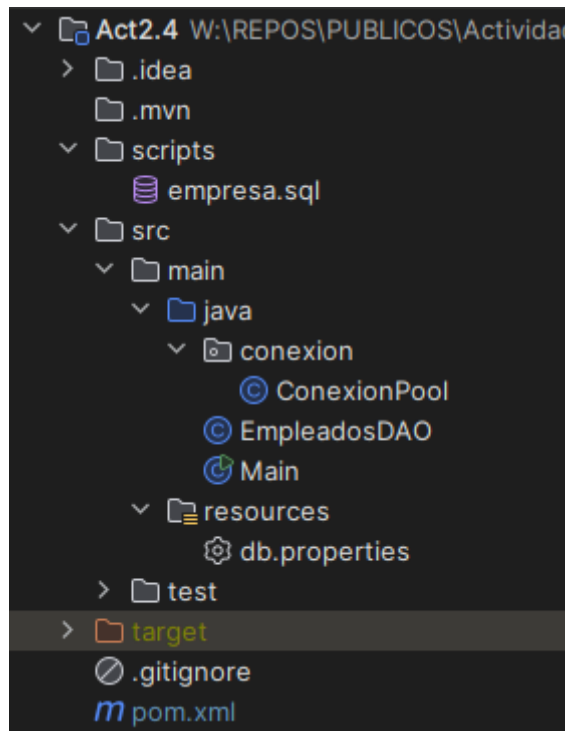 Act2.4 W:\REPOS\PUBLICOS\Activida
.idea
.mvn
scripts
empresa.sql
src
main
java
conexion
ConexionPool
EmpleadosDAO
Main
resources
db.properties
test
target
.gitignore
pom.xml